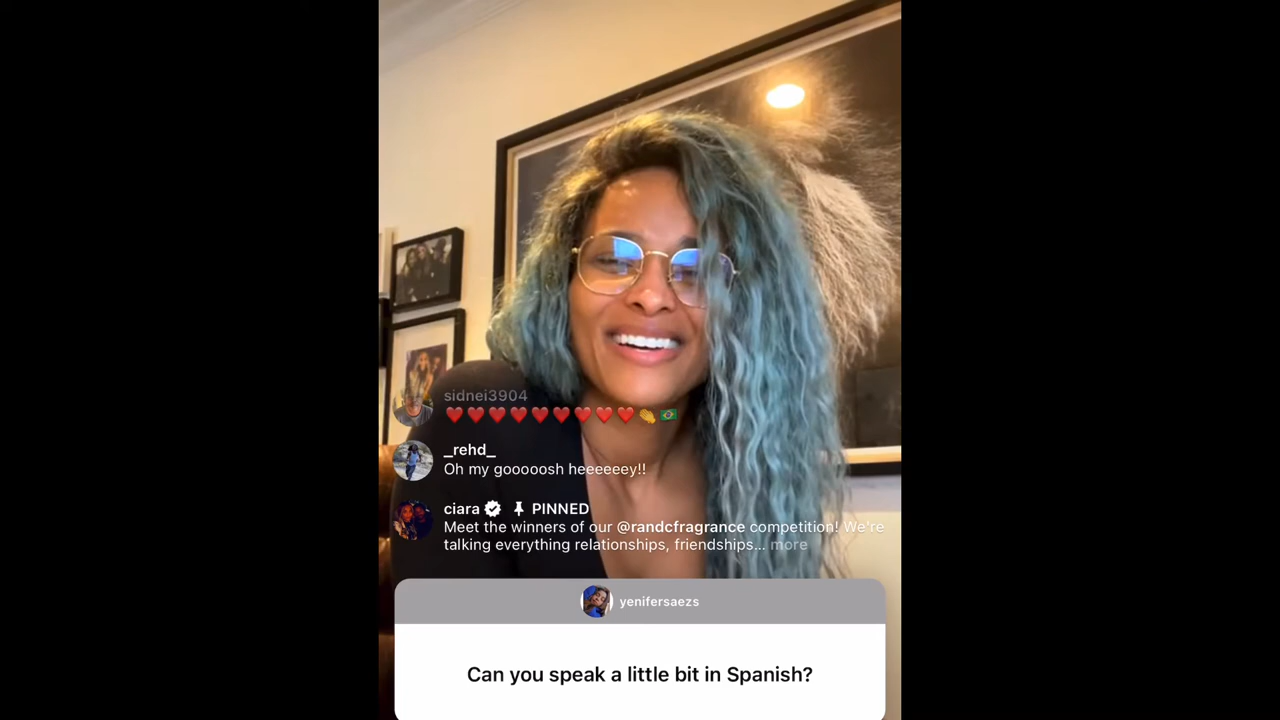 sidnei3904
❤️❤️❤️❤️❤️❤️❤️❤️❤️👏🇧🇷
_rehd_
Oh my gooooosh heeeeeey!!
ciara PINNED
Meet the winners of our @randcfragrance competition! We're
talking everything relationships, friendships... more
yenifersaezs
Can you speak a little bit in Spanish?